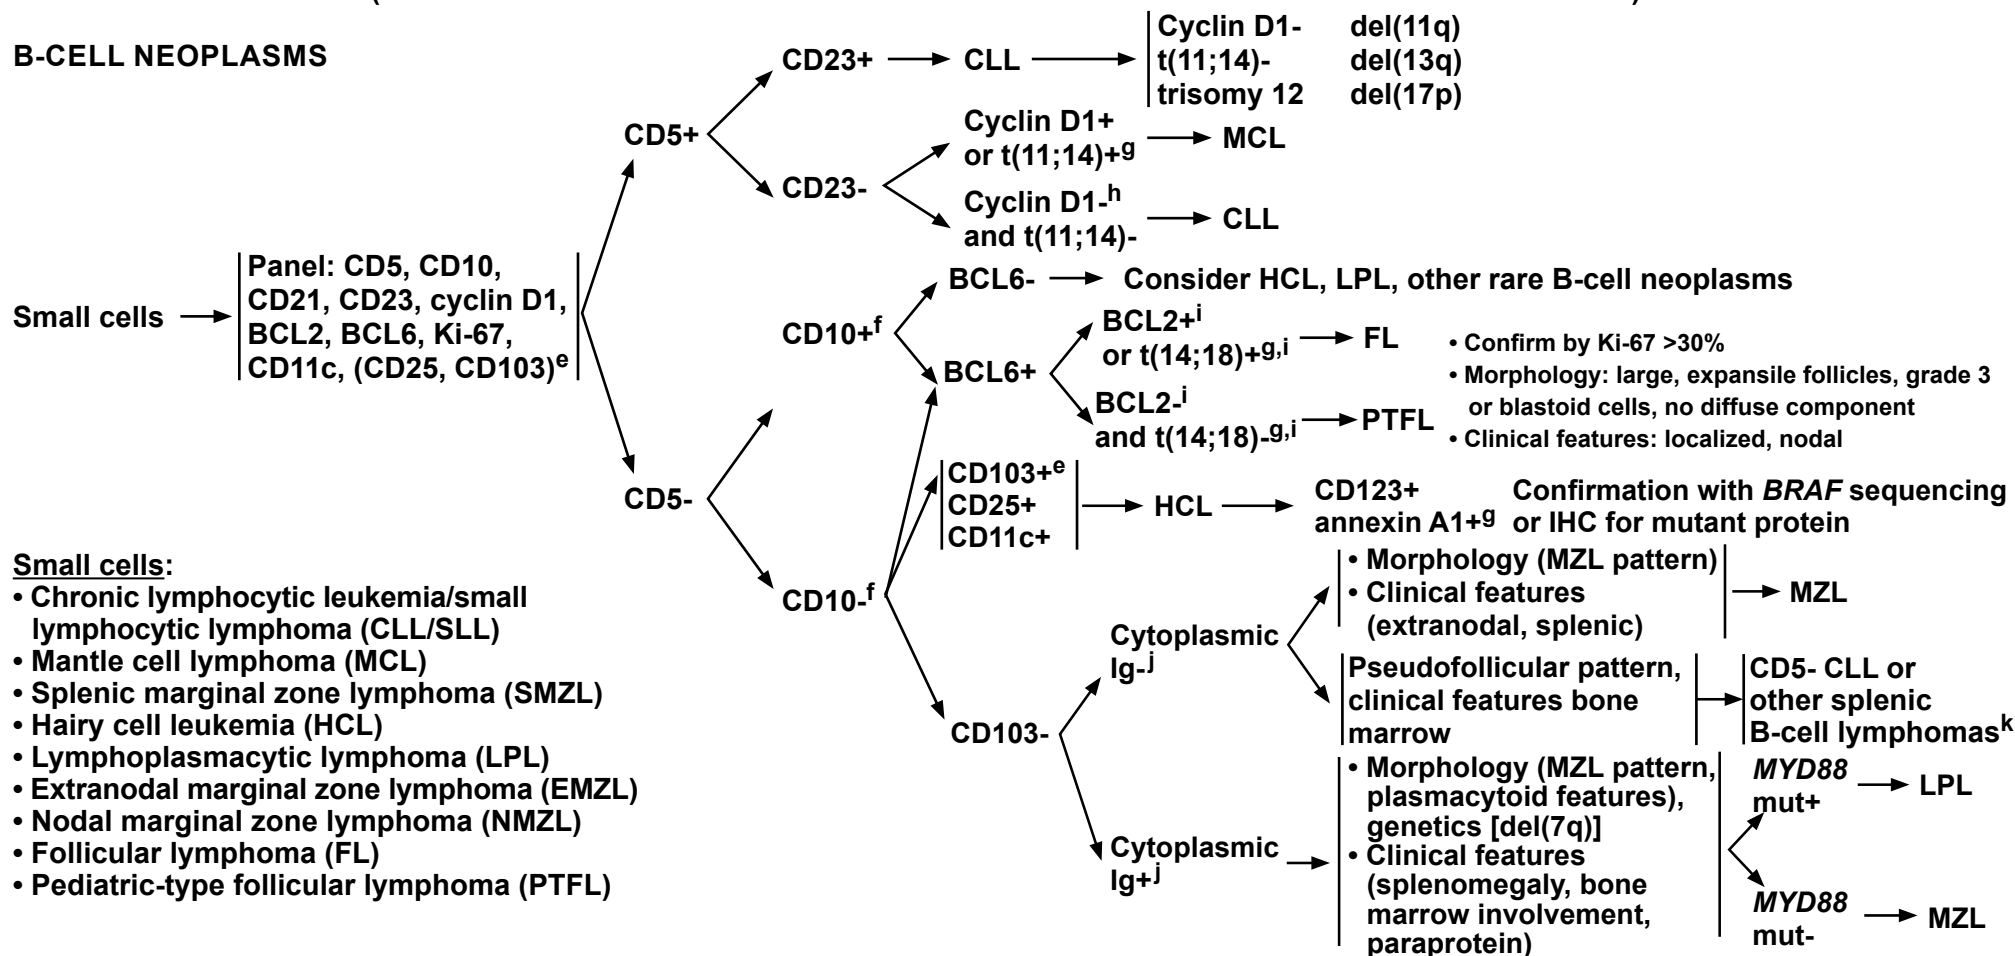 B-CELL NEOPLASMS
CD23+
CLL
Cyclin D1- del(11q)
t(11;14)- del(13q)
trisomy 12 del(17p)
CD5+
Cyclin D1+
or t(11;14)+g
MCL
CD23-
Cyclin D1-h
and t(11;14)-
CLL
Small cells
Panel: CD5, CD10,
CD21, CD23, cyclin D1,
BCL2, BCL6, Ki-67,
CD11c, (CD25, CD103)e
BCL6-
Consider HCL, LPL, other rare B-cell neoplasms
CD10+f
BCL6+
BCL2+i
or t(14;18)+g,i
FL
BCL2-i
and t(14;18)-g,i
PTFL
• Confirm by Ki-67 >30%
• Morphology: large, expansile follicles, grade 3
or blastoid cells, no diffuse component
• Clinical features: localized, nodal
CD5-
CD103+e
CD25+
CD11c+
HCL
CD123+
annexin A1+g
Confirmation with BRAF sequencing
or IHC for mutant protein
CD10-f
Cytoplasmic
Ig-j
• Morphology (MZL pattern)
• Clinical features
(extranodal, splenic)
MZL
Pseudofollicular pattern,
clinical features bone
marrow
CD5- CLL or
other splenic
B-cell lymphomask
CD103-
Cytoplasmic
Ig+j
• Morphology (MZL pattern,
plasmacytoid features),
genetics [del(7q)]
• Clinical features
(splenomegaly, bone
marrow involvement,
paraprotein)
MYD88
mut+
LPL
MYD88
mut-
MZL
Small cells:
• Chronic lymphocytic leukemia/small
lymphocytic lymphoma (CLL/SLL)
• Mantle cell lymphoma (MCL)
• Splenic marginal zone lymphoma (SMZL)
• Hairy cell leukemia (HCL)
• Lymphoplasmacytic lymphoma (LPL)
• Extranodal marginal zone lymphoma (EMZL)
• Nodal marginal zone lymphoma (NMZL)
• Follicular lymphoma (FL)
• Pediatric-type follicular lymphoma (PTFL)